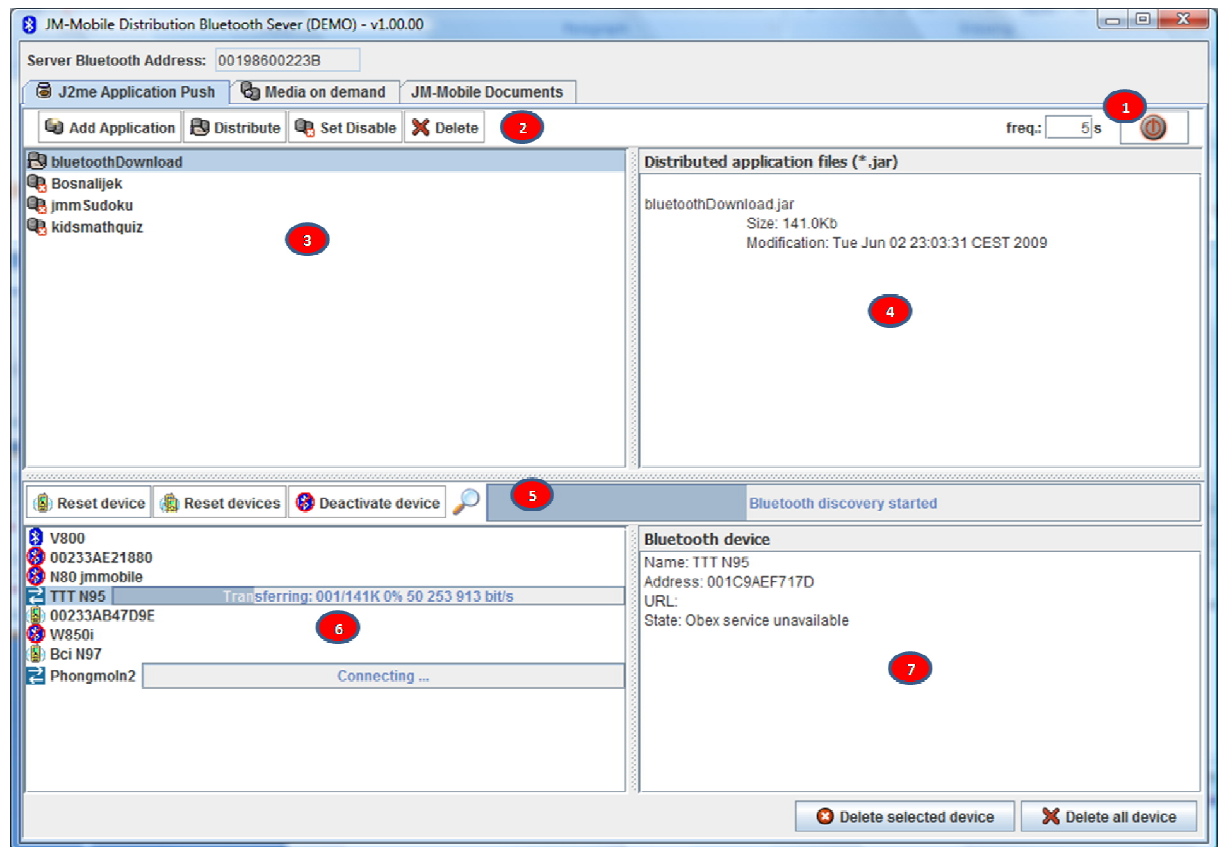 JM-Mobile Distribution Bluetooth Sever (DEMO) - v1.00.00
Server Bluetooth Address: 00198600223B
J2me Application Push Media on demand JM-Mobile Documents
1
Add Application Distribute Set Disable Delete 2 freq.: 5 s
bluetoothDownload
Bosnalijek
jmm Sudoku
kidsmathquiz
3
Distributed application files (*.jar)
bluetoothDownload.jar
Size: 141.0Kb
Modification: Tue Jun 02 23:03:31 CEST 2009
4
Reset device Reset devices Deactivate device 5 Bluetooth discovery started
V800
00233AE21880
N80 jmmobile
TTT N95 Transferring: 001/141K 0% 50 253 913 bit/s
00233AB47D9E
W850i
6
Bci N97
Phongmoln2 Connecting ...
Bluetooth device
Name: TTT N95
Address: 001C9AEF717D
URL:
State: Obex service unavailable
7
Delete selected device Delete all device